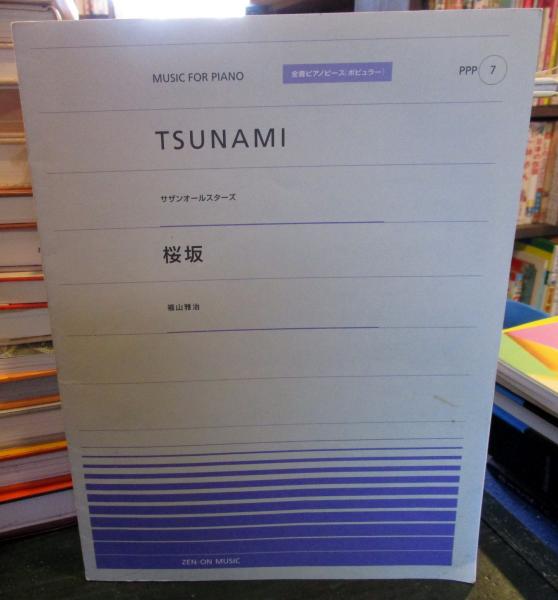 MUSIC FOR PIANO
全音ピアノピース〔ポピュラー〕
PPP 7
TSUNAMI
サザンオールスターズ
桜坂
福山雅治
ZEN-ON MUSIC